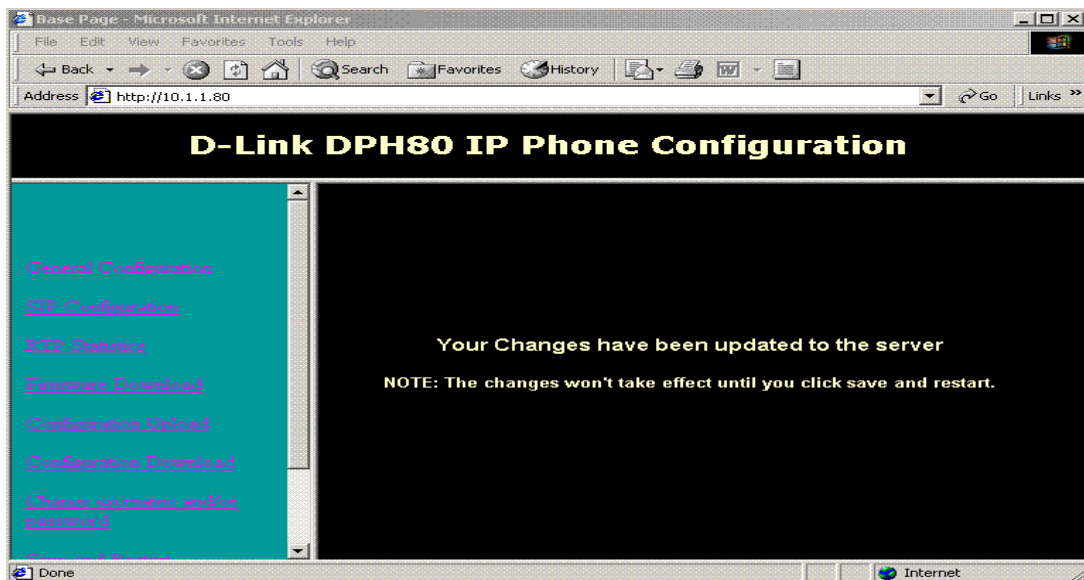 Base Page - Microsoft Internet Explorer
File Edit View Favorites Tools Help
Back Search Favorites History
Address http://10.1.1.80 Go Links »
D-Link DPH80 IP Phone Configuration
General Configuration
SIP Configuration
RTP Statistics
Firmware Download
Configuration Upload
Configuration Download
Change username and/or
password
Save and Restart
Your Changes have been updated to the server
NOTE: The changes won't take effect until you click save and restart.
Done Internet